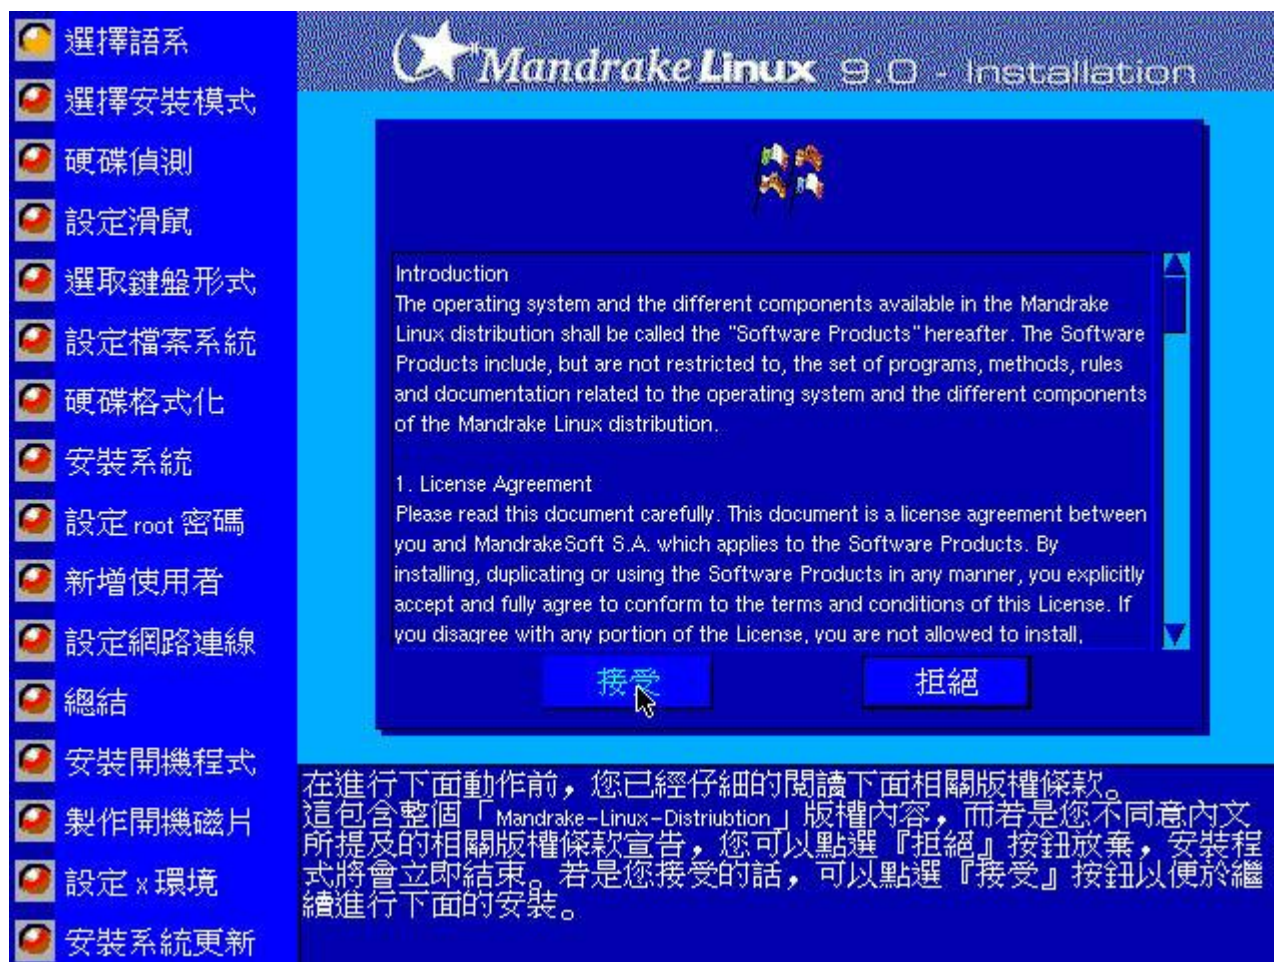 選擇語系
選擇安裝模式
硬碟偵測
設定滑鼠
選取鍵盤形式
設定檔案系統
硬碟格式化
安裝系統
設定 root 密碼
新增使用者
設定網路連線
總結
安裝開機程式
製作開機磁片
設定 x 環境
安裝系統更新
Mandrake Linux 9.0 - Installation
Introduction
The operating system and the different components available in the Mandrake
Linux distribution shall be called the "Software Products" hereafter. The Software
Products include, but are not restricted to, the set of programs, methods, rules
and documentation related to the operating system and the different components
of the Mandrake Linux distribution.
1. License Agreement
Please read this document carefully. This document is a license agreement between
you and MandrakeSoft S.A. which applies to the Software Products. By
installing, duplicating or using the Software Products in any manner, you explicitly
accept and fully agree to conform to the terms and conditions of this License. If
you disagree with any portion of the License, you are not allowed to install,
接受
拒絕
在進行下面動作前，您已經仔細的閱讀下面相關版權條款。
這包含整個「Mandrake-Linux-Distriubtion」版權內容，而若是您不同意內文
所提及的相關版權條款宣告，您可以點選『拒絕』按鈕放棄，安裝程
式將會立即結束。若是您接受的話，可以點選『接受』按鈕以便於繼
續進行下面的安裝。